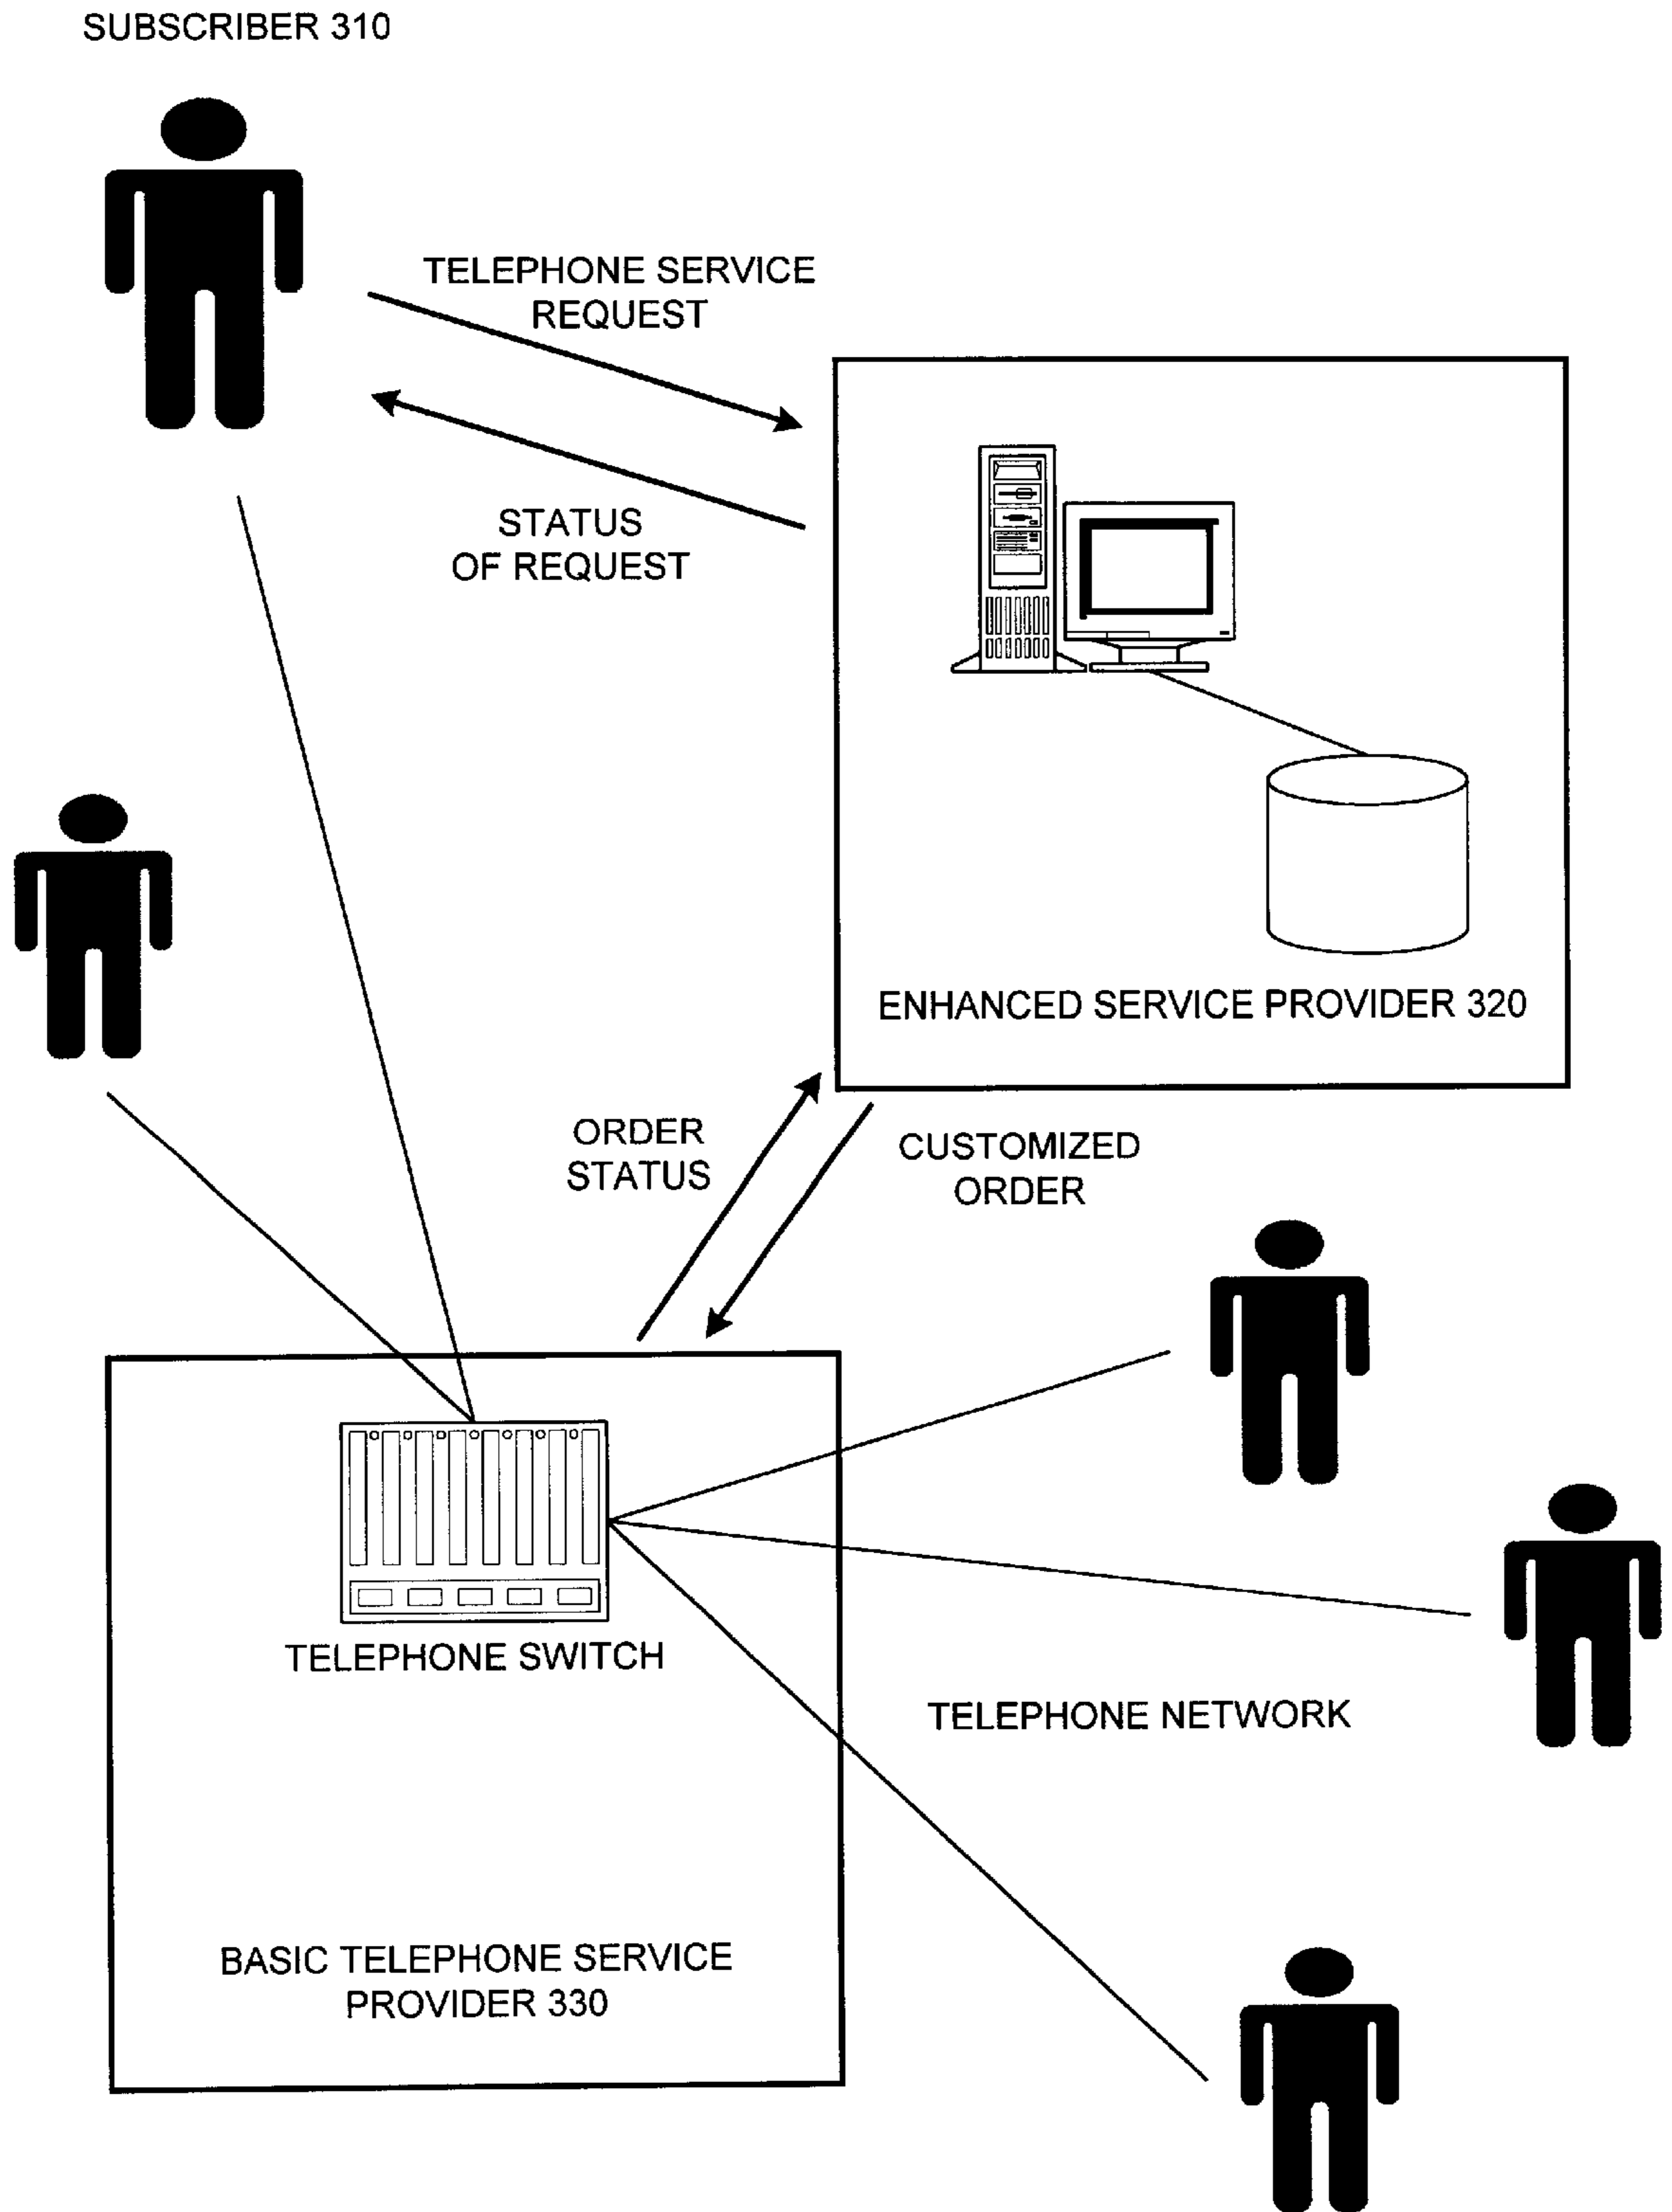 SUBSCRIBER 310
TELEPHONE SERVICE
REQUEST
STATUS
OF REQUEST
ENHANCED SERVICE PROVIDER 320
ORDER
STATUS
CUSTOMIZED
ORDER
TELEPHONE SWITCH
TELEPHONE NETWORK
BASIC TELEPHONE SERVICE
PROVIDER 330